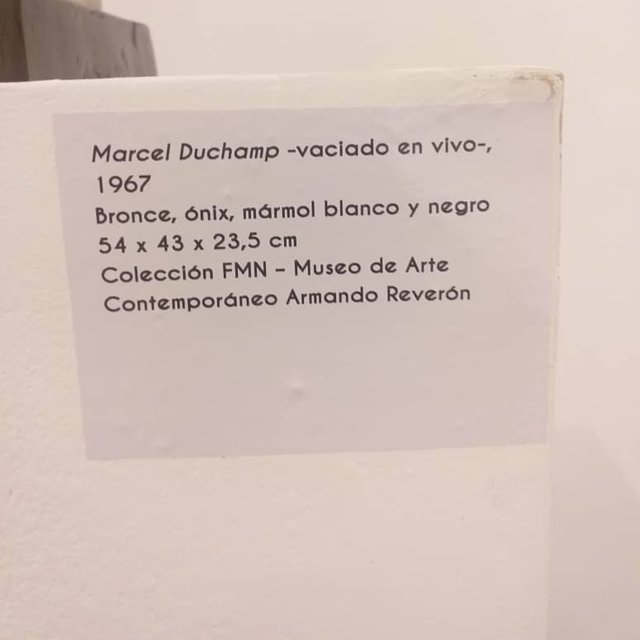 Marcel Duchamp -vaciado en vivo-,
1967
Bronce, ónix, mármol blanco y negro
54 x 43 x 23,5 cm
Colección FMN – Museo de Arte
Contemporáneo Armando Reverón